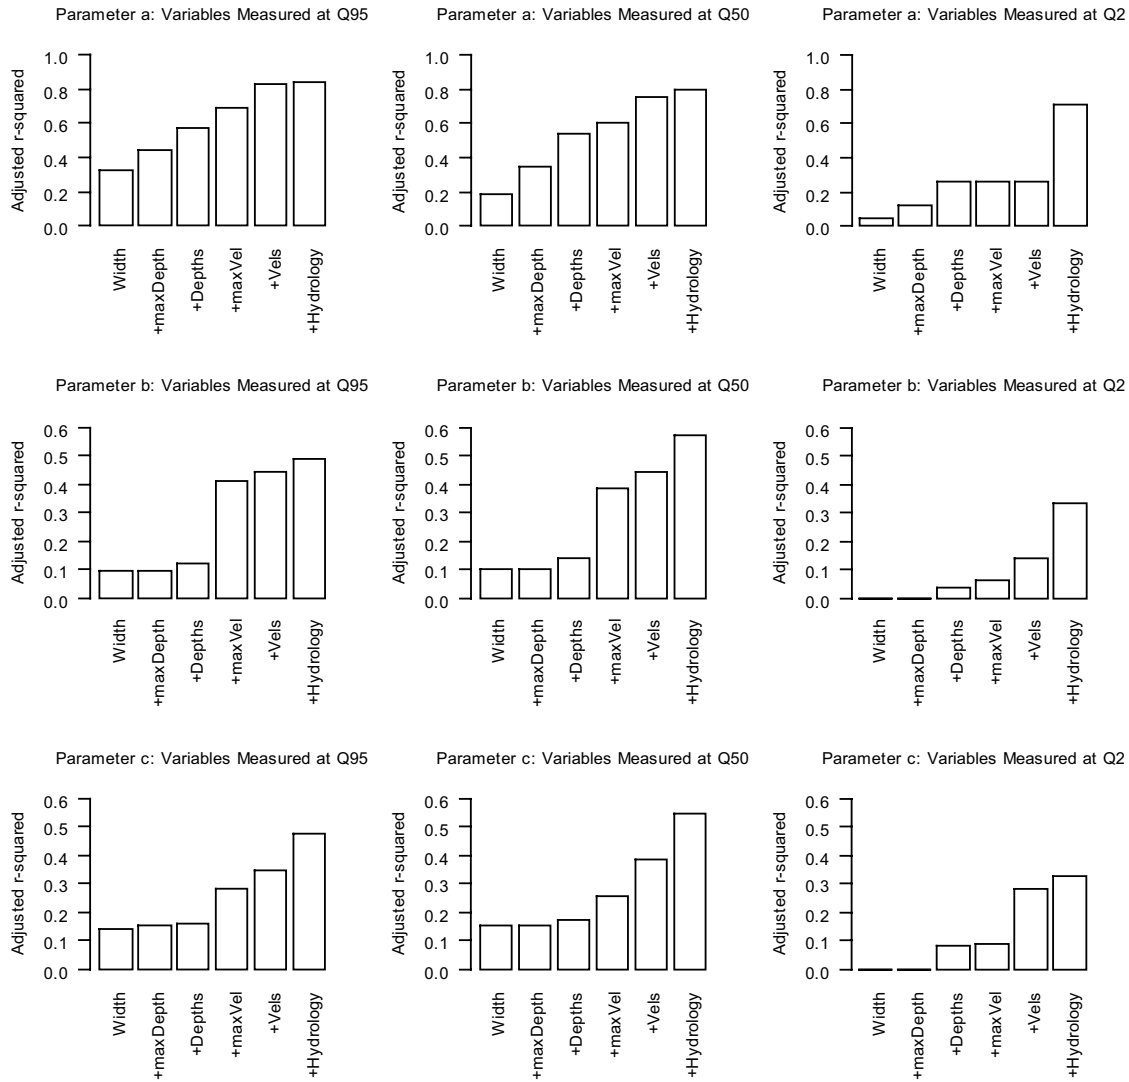 Parameter a: Variables Measured at Q95
Adjusted r-squared
1.0
0.8
0.6
0.4
0.2
0.0
Width
+maxDepth
+Depths
+maxVel
+Vels
+Hydrology
Parameter a: Variables Measured at Q50
Adjusted r-squared
1.0
0.8
0.6
0.4
0.2
0.0
Width
+maxDepth
+Depths
+maxVel
+Vels
+Hydrology
Parameter a: Variables Measured at Q2
Adjusted r-squared
1.0
0.8
0.6
0.4
0.2
0.0
Width
+maxDepth
+Depths
+maxVel
+Vels
+Hydrology
Parameter b: Variables Measured at Q95
Adjusted r-squared
0.6
0.5
0.4
0.3
0.2
0.1
0.0
Width
+maxDepth
+Depths
+maxVel
+Vels
+Hydrology
Parameter b: Variables Measured at Q50
Adjusted r-squared
0.6
0.5
0.4
0.3
0.2
0.1
0.0
Width
+maxDepth
+Depths
+maxVel
+Vels
+Hydrology
Parameter b: Variables Measured at Q2
Adjusted r-squared
0.6
0.5
0.4
0.3
0.2
0.1
0.0
Width
+maxDepth
+Depths
+maxVel
+Vels
+Hydrology
Parameter c: Variables Measured at Q95
Adjusted r-squared
0.6
0.5
0.4
0.3
0.2
0.1
0.0
Width
+maxDepth
+Depths
+maxVel
+Vels
+Hydrology
Parameter c: Variables Measured at Q50
Adjusted r-squared
0.6
0.5
0.4
0.3
0.2
0.1
0.0
Width
+maxDepth
+Depths
+maxVel
+Vels
+Hydrology
Parameter c: Variables Measured at Q2
Adjusted r-squared
0.6
0.5
0.4
0.3
0.2
0.1
0.0
Width
+maxDepth
+Depths
+maxVel
+Vels
+Hydrology